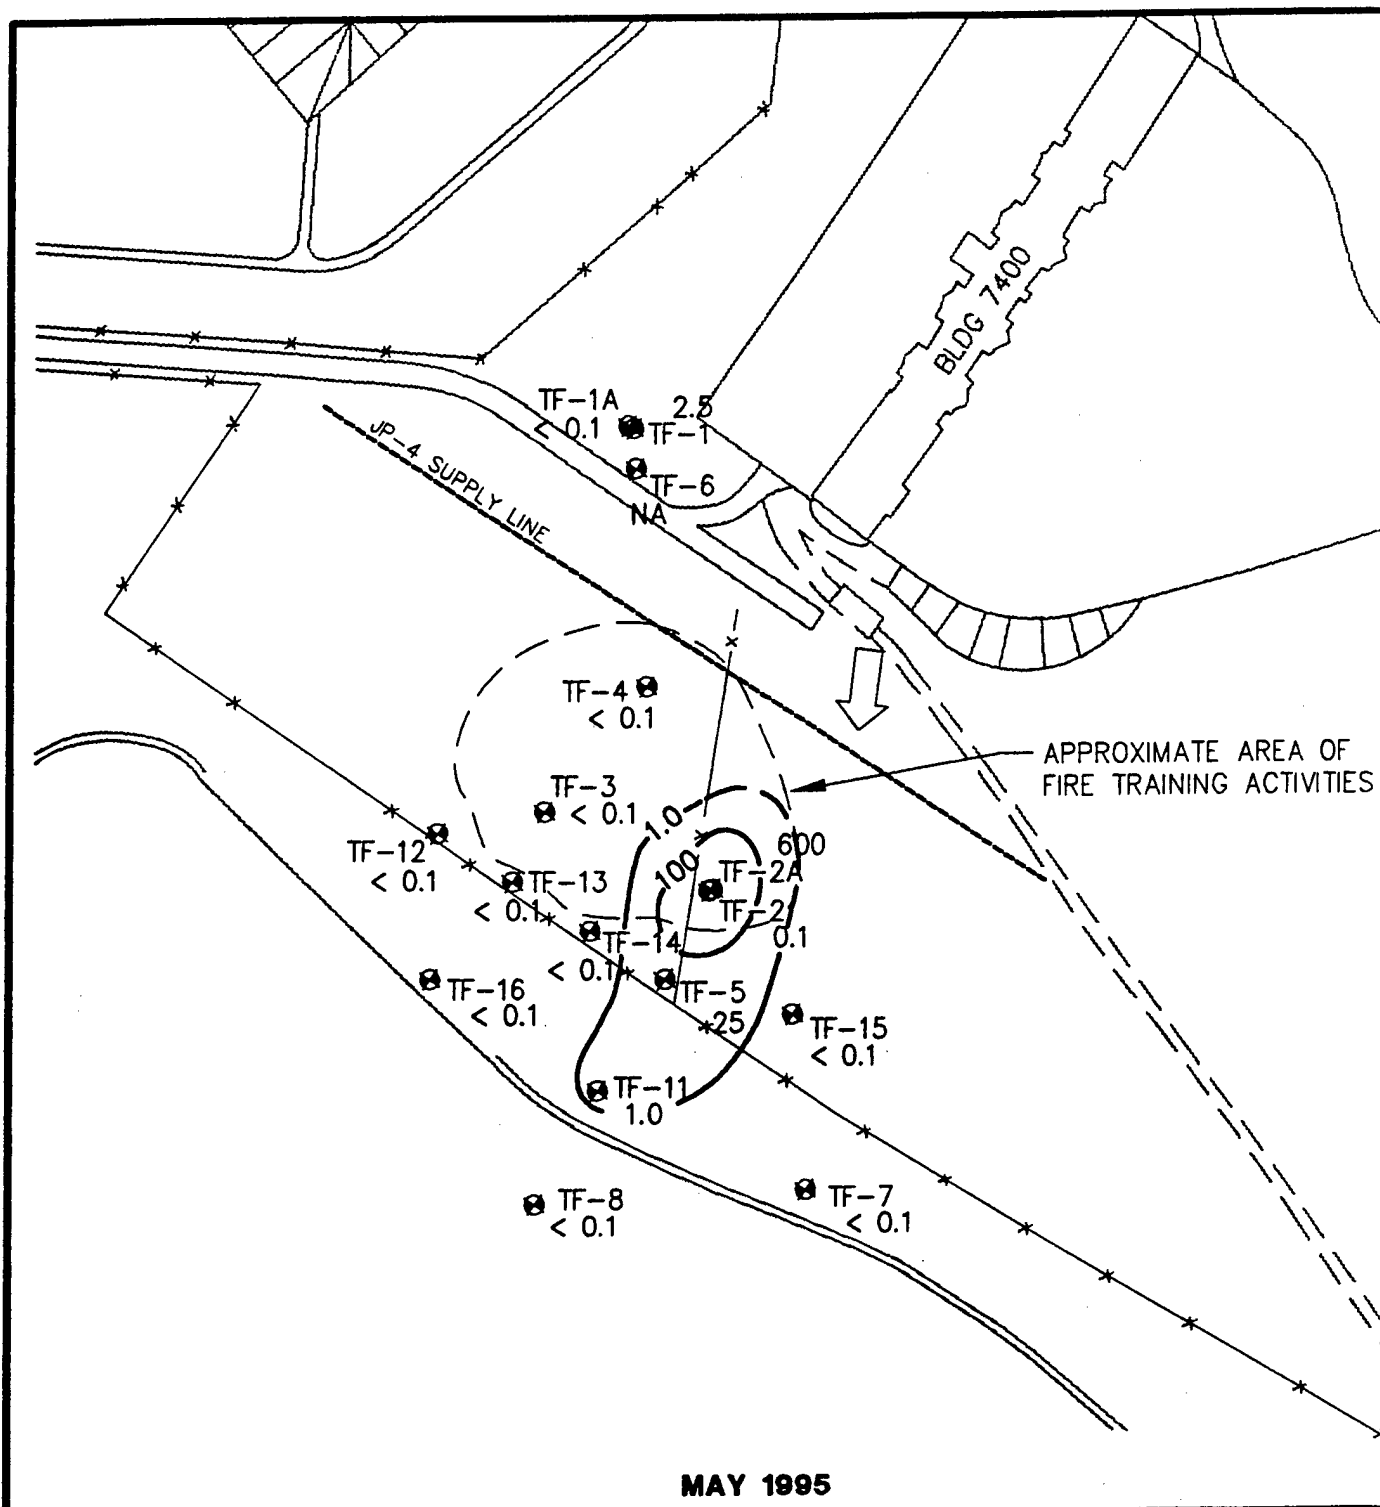 BLDG 7400
TF-1A
< 0.1
2.5
TF-1
TF-6
NA
JP-4 SUPPLY LINE
TF-4
< 0.1
APPROXIMATE AREA OF
FIRE TRAINING ACTIVITIES
TF-3
< 0.1
1.0
600
TF-12
< 0.1
100
TF-2A
TF-13
< 0.1
TF-2
0.1
TF-14
< 0.1
TF-16
< 0.1
TF-5
25
TF-15
< 0.1
TF-11
1.0
TF-8
< 0.1
TF-7
< 0.1
MAY 1995